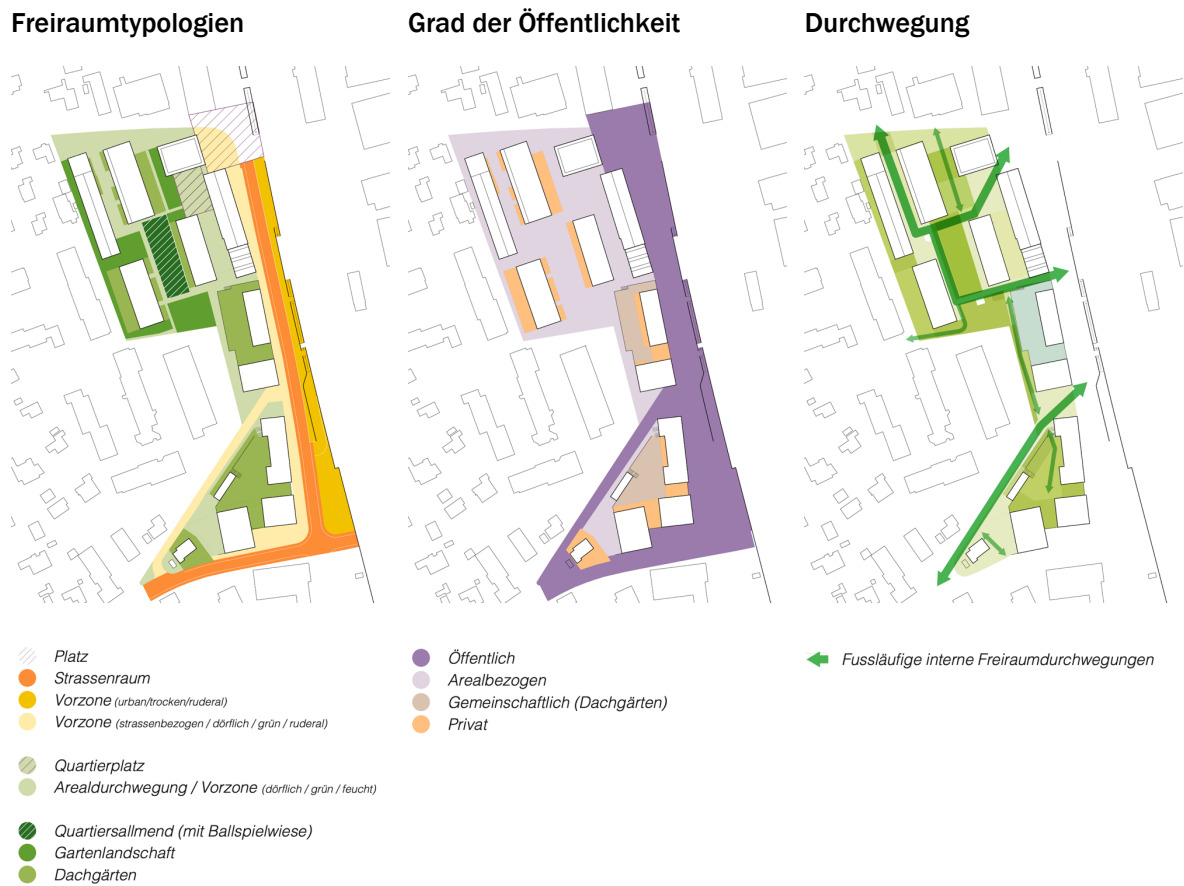 Freiraumtypologien
Grad der Öffentlichkeit
Durchwegung
Platz
Strassenraum
Vorzone (urban/trocken/ruderal)
Vorzone (strassenbezogen / dörflich / grün / ruderal)
Quartierplatz
Arealdurchwegung / Vorzone (dörflich / grün / feucht)
Quartiersallmend (mit Ballspielwiese)
Gartenlandschaft
Dachgärten
Öffentlich
Arealbezogen
Gemeinschaftlich (Dachgärten)
Privat
Fussläufige interne Freiraumdurchwegungen